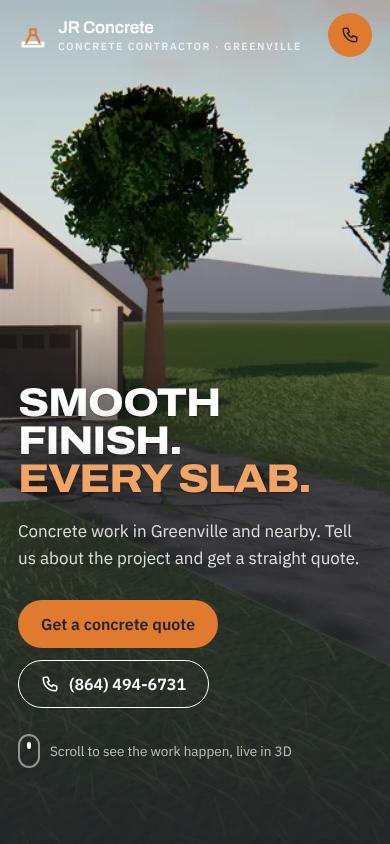 JR Concrete
CONCRETE CONTRACTOR · GREENVILLE
SMOOTH
FINISH.
EVERY SLAB.
Concrete work in Greenville and nearby. Tell
us about the project and get a straight quote.
Get a concrete quote
(864) 494-6731
Scroll to see the work happen, live in 3D